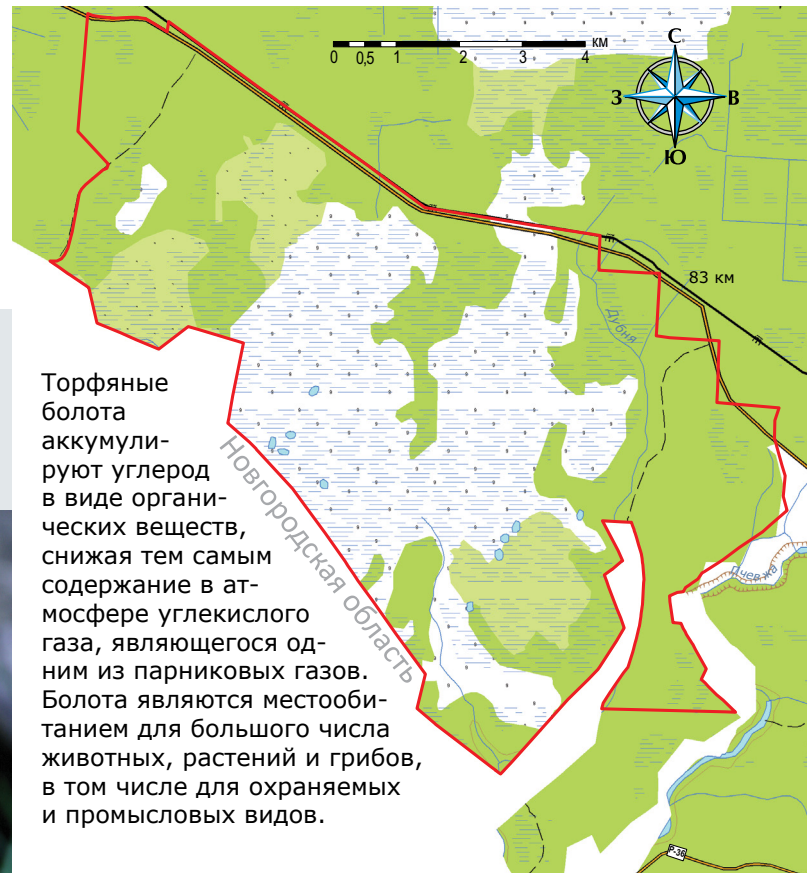 км
0 0,5 1 2 3 4
С
З В
Ю
83 км
Дубня
Пчевжа
Новгородская область
Р-36
Торфяные
болота
аккумули-
руют углерод
в виде органи-
ческих веществ,
снижая тем самым
содержание в ат-
мосфере углекислого
газа, являющегося од-
ним из парниковых газов.
Болота являются местооби-
танием для большого числа
животных, растений и грибов,
в том числе для охраняемых
и промысловых видов.